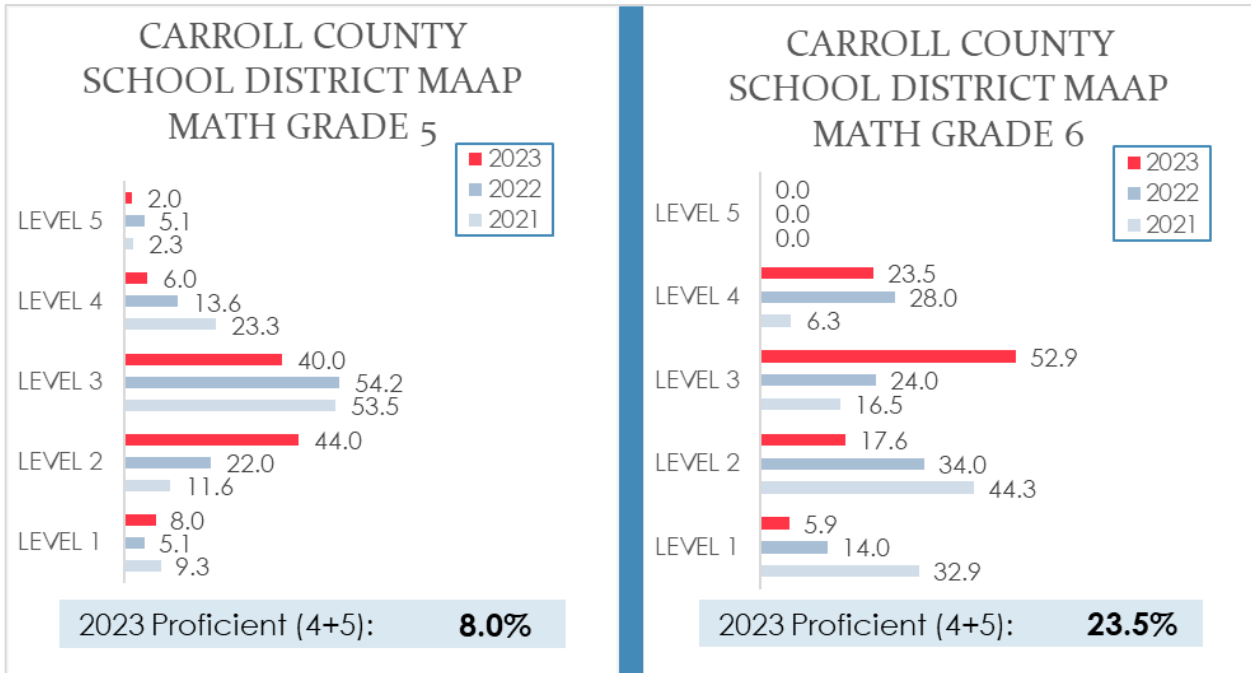 CARROLL COUNTY
SCHOOL DISTRICT MAAP
MATH GRADE 5
2023
2022
2021
LEVEL 5
2.0
5.1
2.3
LEVEL 4
6.0
13.6
23.3
LEVEL 3
40.0
54.2
53.5
LEVEL 2
44.0
22.0
11.6
LEVEL 1
8.0
5.1
9.3
2023 Proficient (4+5): 8.0%
CARROLL COUNTY
SCHOOL DISTRICT MAAP
MATH GRADE 6
2023
2022
2021
LEVEL 5
0.0
0.0
0.0
LEVEL 4
23.5
28.0
6.3
LEVEL 3
52.9
24.0
16.5
LEVEL 2
17.6
34.0
44.3
LEVEL 1
5.9
14.0
32.9
2023 Proficient (4+5): 23.5%